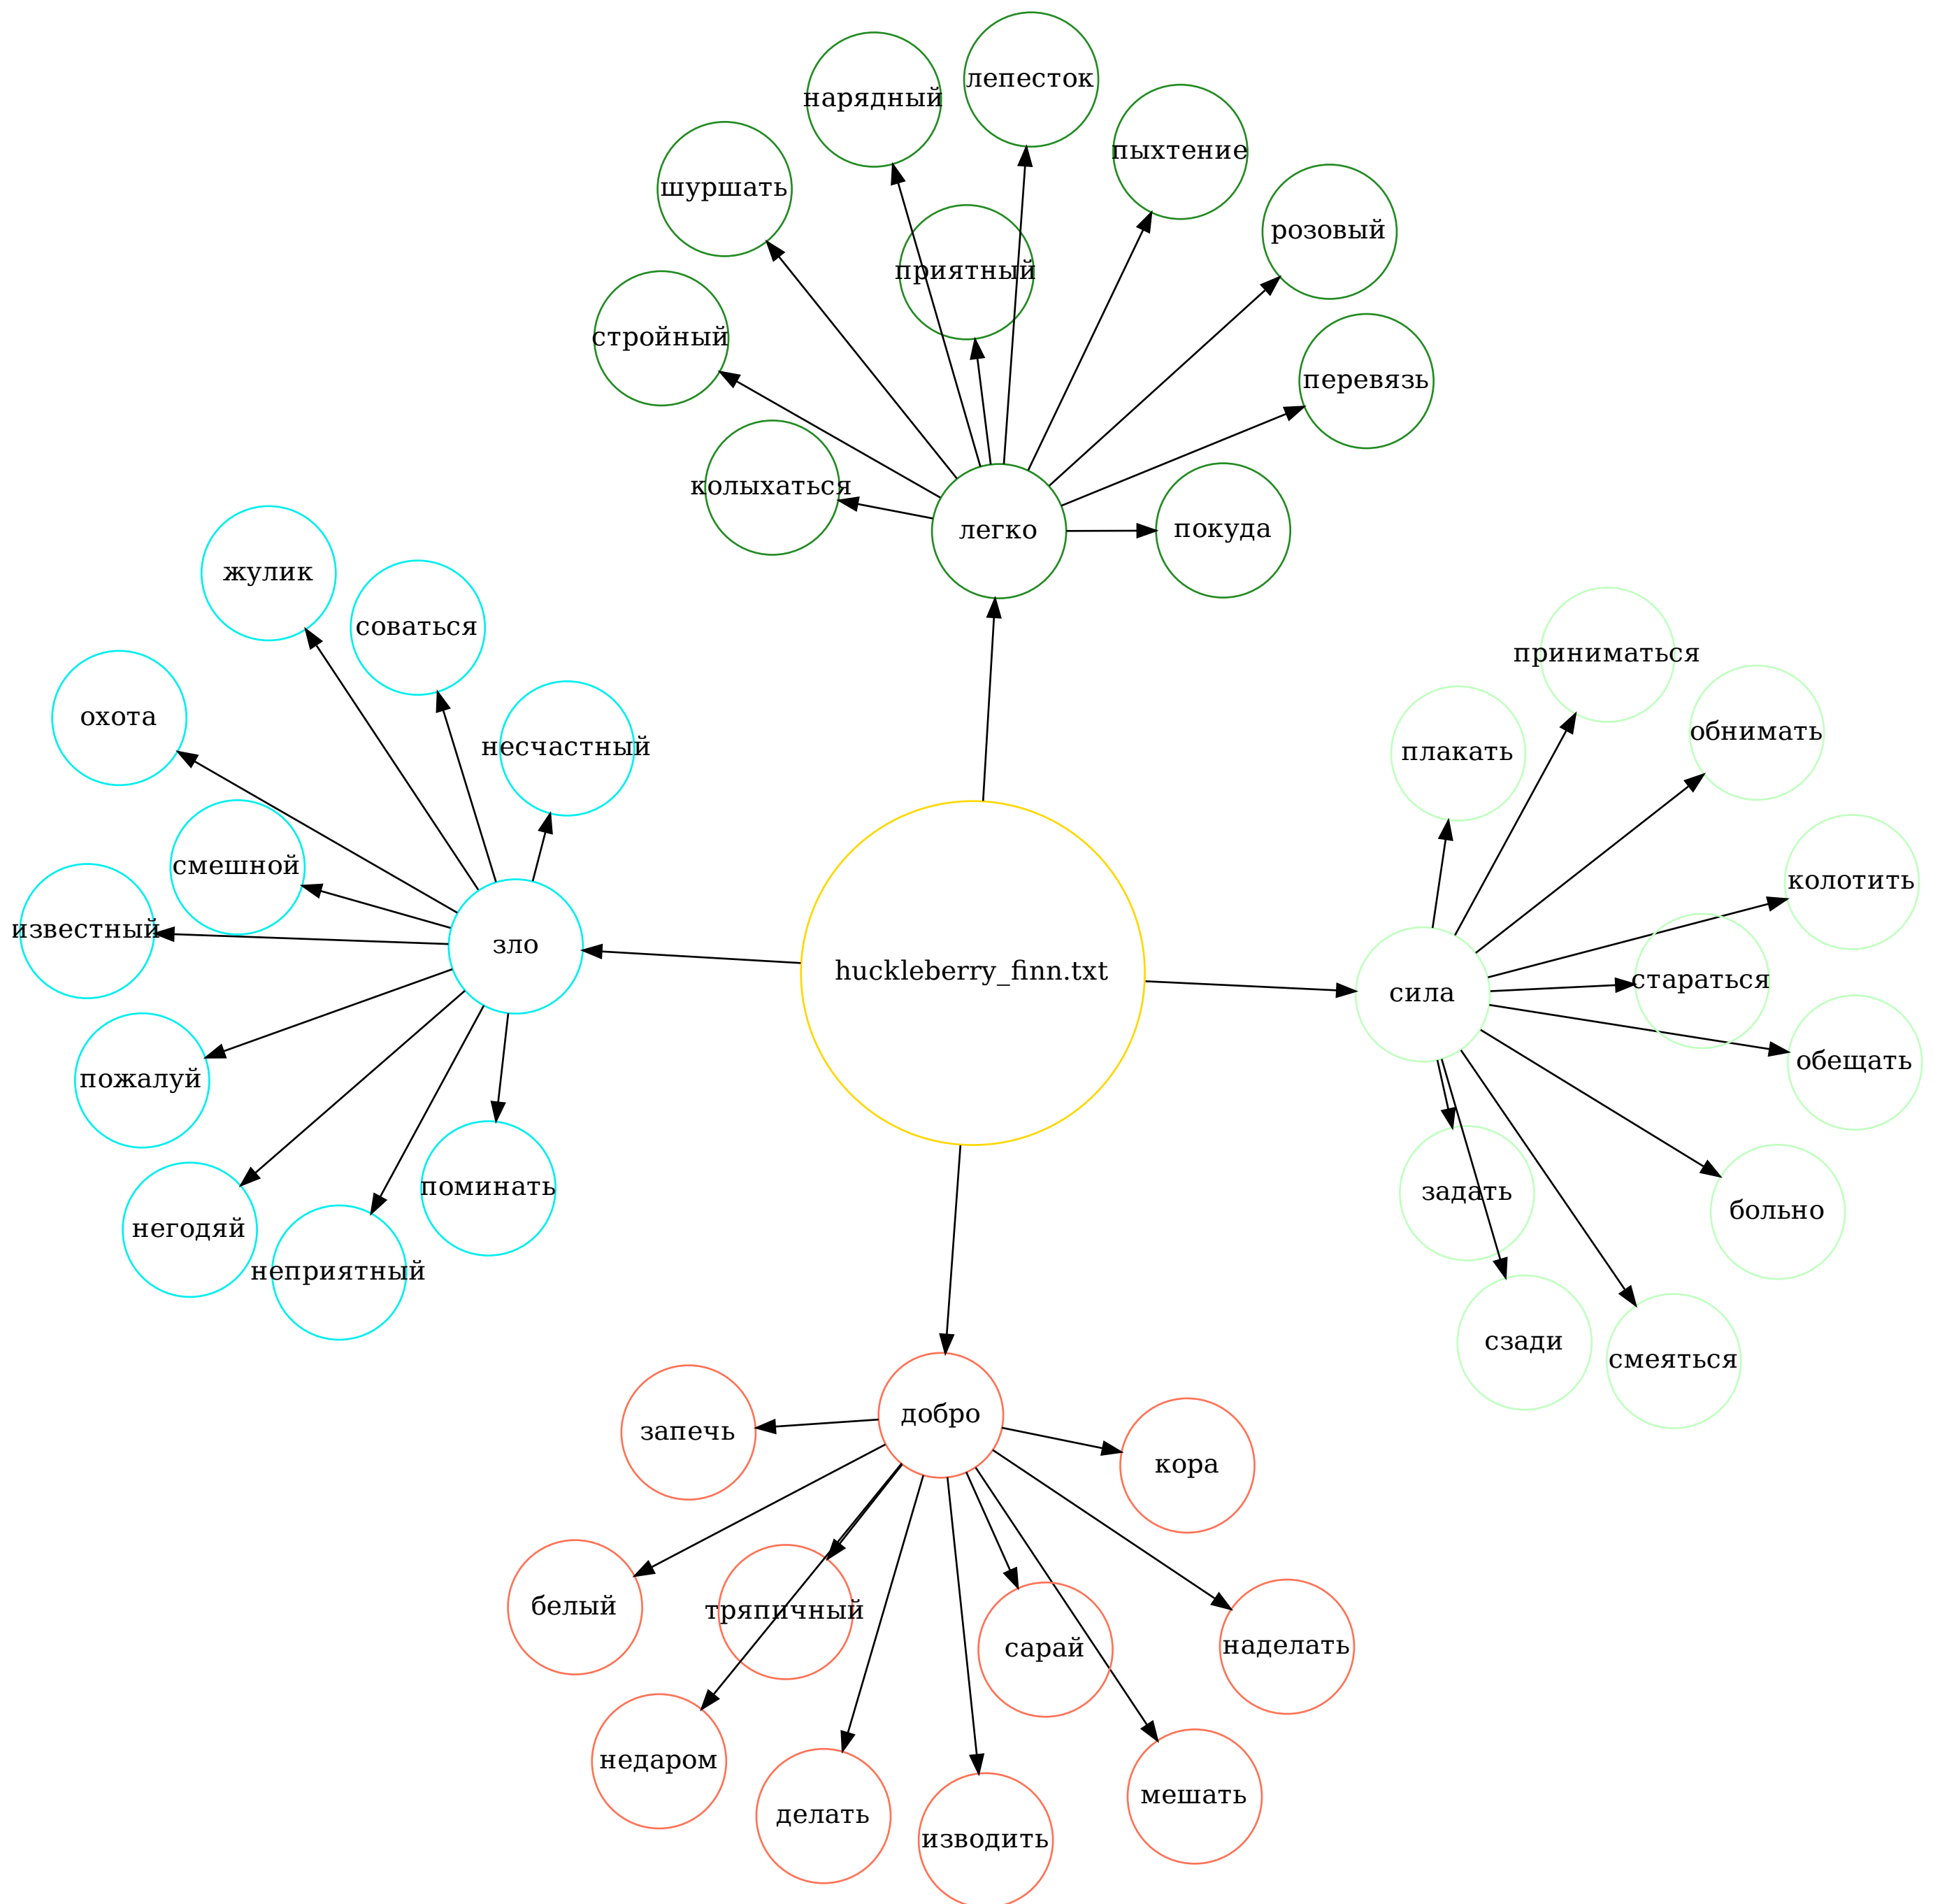 лепесток
нарядный
пыхтение
шуршать
розовый
приятный
стройный
перевязь
колыхаться
легко
покуда
жулик
соваться
несчастный
охота
смешной
известный
зло
пожалуй
негодяй
неприятный
поминать
huckleberry_finn.txt
приниматься
обнимать
плакать
колотить
стараться
сила
обещать
задать
больно
сзади
смеяться
добро
запечь
кора
белый
тряпичный
сарай
наделать
недаром
мешать
делать
изводить